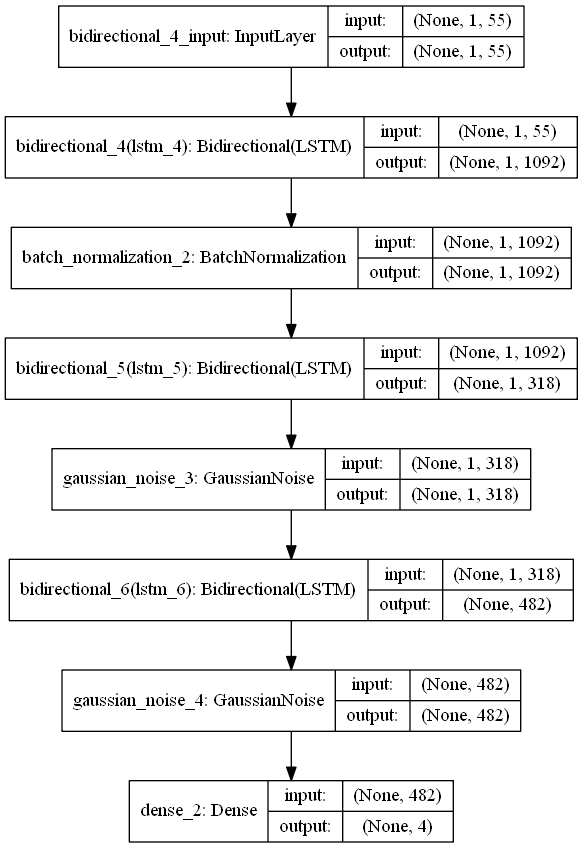 bidirectional_4_input: InputLayer
input: (None, 1, 55)
output: (None, 1, 55)
bidirectional_4(lstm_4): Bidirectional(LSTM)
input: (None, 1, 55)
output: (None, 1, 1092)
batch_normalization_2: BatchNormalization
input: (None, 1, 1092)
output: (None, 1, 1092)
bidirectional_5(lstm_5): Bidirectional(LSTM)
input: (None, 1, 1092)
output: (None, 1, 318)
gaussian_noise_3: GaussianNoise
input: (None, 1, 318)
output: (None, 1, 318)
bidirectional_6(lstm_6): Bidirectional(LSTM)
input: (None, 1, 318)
output: (None, 482)
gaussian_noise_4: GaussianNoise
input: (None, 482)
output: (None, 482)
dense_2: Dense
input: (None, 482)
output: (None, 4)